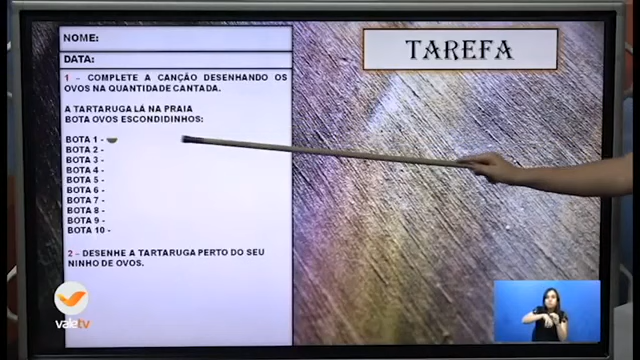 NOME:
DATA:
TAREFA
1 - COMPLETE A CANÇÃO DESENHANDO OS
OVOS NA QUANTIDADE CANTADA.
A TARTARUGA LÁ NA PRAIA
BOTA OVOS ESCONDIDINHOS:
BOTA 1 -
BOTA 2 -
BOTA 3 -
BOTA 4 -
BOTA 5 -
BOTA 6 -
BOTA 7 -
BOTA 8 -
BOTA 9 -
BOTA 10 -
2 - DESENHE A TARTARUGA PERTO DO SEU
NINHO DE OVOS.
vale tv